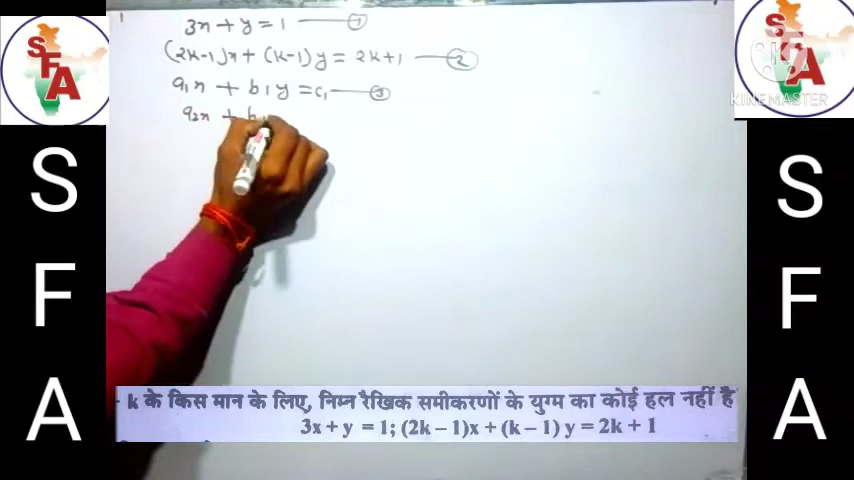 3x + y = 1 —— 1
(2k-1)x + (k-1)y = 2k+1 —— 2
a₁x + b₁y = c₁ —— 3
a₂x + b
SFA
SFA
KINEMASTER
S
F
A
S
F
A
k के किस मान के लिए, निम्न रैखिक समीकरणों के युग्म का कोई हल नहीं है
3x + y = 1; (2k – 1)x + (k – 1) y = 2k + 1